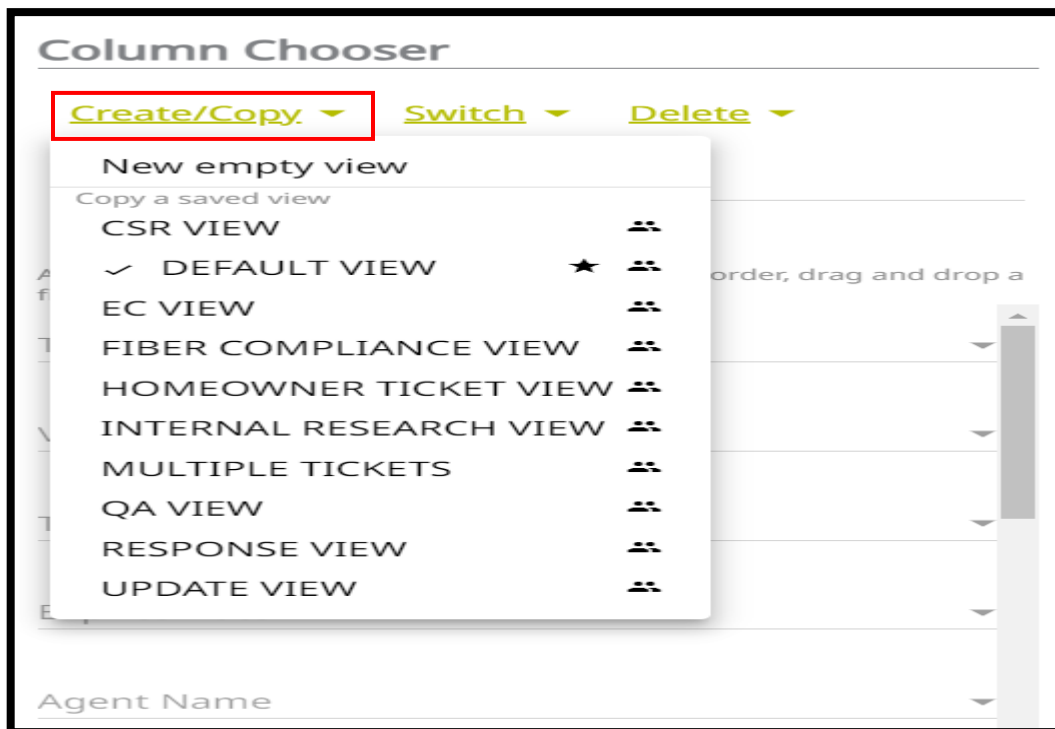 Column Chooser
Create/Copy Switch Delete
New empty view
Copy a saved view
CSR VIEW
DEFAULT VIEW
order, drag and drop a
EC VIEW
FIBER COMPLIANCE VIEW
HOMEOWNER TICKET VIEW
INTERNAL RESEARCH VIEW
MULTIPLE TICKETS
QA VIEW
RESPONSE VIEW
UPDATE VIEW
Agent Name